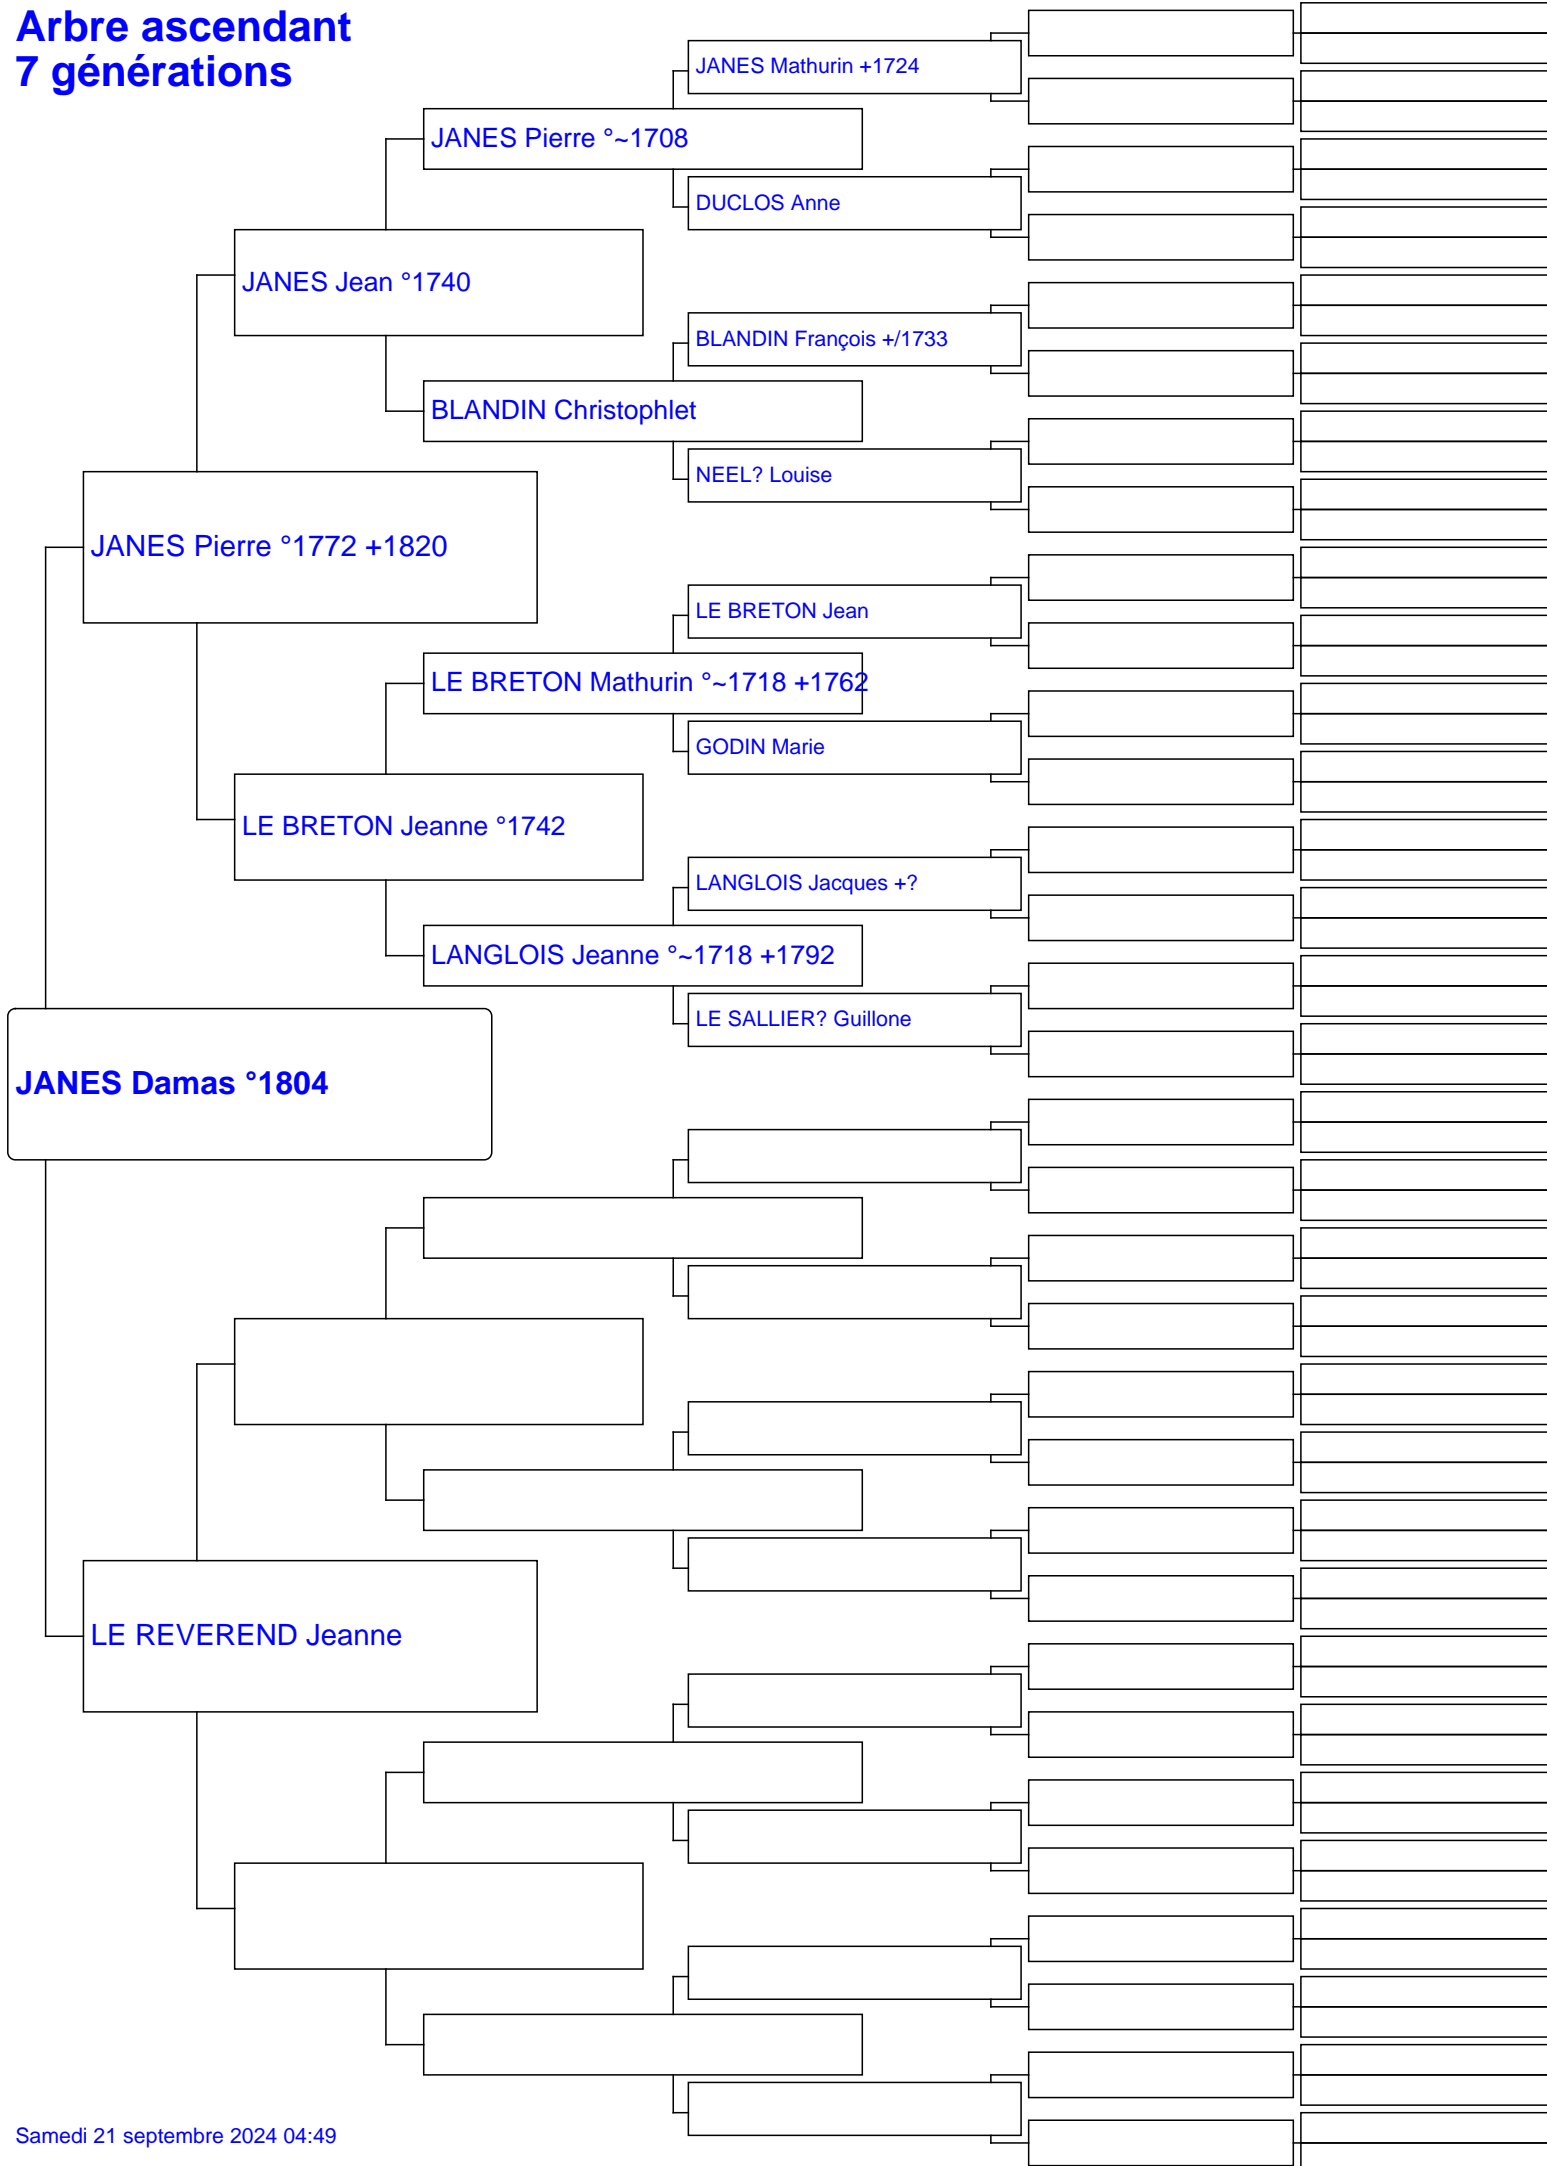 Arbre ascendant
7 générations
JANES Mathurin +1724
JANES Pierre °~1708
DUCLOS Anne
JANES Jean °1740
BLANDIN François +/1733
BLANDIN Christophlet
NEEL? Louise
JANES Pierre °1772 +1820
LE BRETON Jean
LE BRETON Mathurin °~1718 +1762
GODIN Marie
LE BRETON Jeanne °1742
LANGLOIS Jacques +?
LANGLOIS Jeanne °~1718 +1792
LE SALLIER? Guillone
JANES Damas °1804
LE REVEREND Jeanne
Samedi 21 septembre 2024 04:49